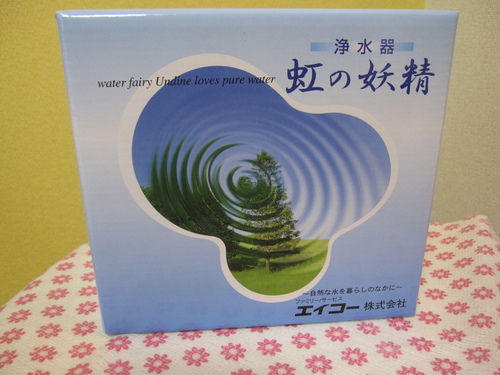 浄水器
虹の妖精
water fairy Undine loves pure water
～自然な水を暮らしのなかに～
ファミリー/サービス
エイコー株式会社